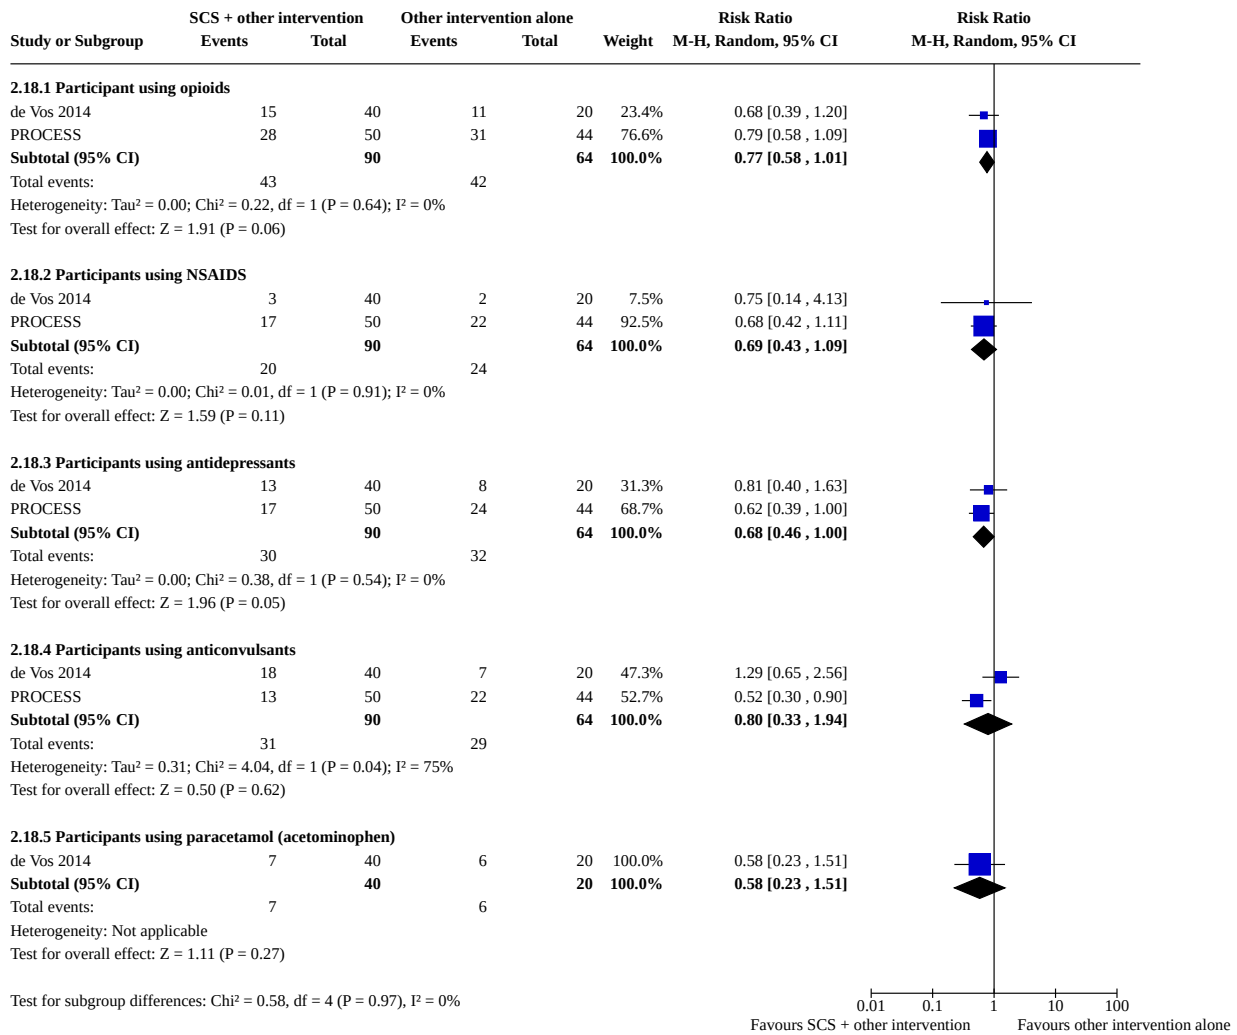 SCS + other intervention Other intervention alone Risk Ratio Risk Ratio
Study or Subgroup Events Total Events Total Weight M-H, Random, 95% CI M-H, Random, 95% CI
2.18.1 Participant using opioids
de Vos 2014 15 40 11 20 23.4% 0.68 [0.39 , 1.20]
PROCESS 28 50 31 44 76.6% 0.79 [0.58 , 1.09]
Subtotal (95% CI) 90 64 100.0% 0.77 [0.58 , 1.01]
Total events: 43 42
Heterogeneity: Tau² = 0.00; Chi² = 0.22, df = 1 (P = 0.64); I² = 0%
Test for overall effect: Z = 1.91 (P = 0.06)
2.18.2 Participants using NSAIDS
de Vos 2014 3 40 2 20 7.5% 0.75 [0.14 , 4.13]
PROCESS 17 50 22 44 92.5% 0.68 [0.42 , 1.11]
Subtotal (95% CI) 90 64 100.0% 0.69 [0.43 , 1.09]
Total events: 20 24
Heterogeneity: Tau² = 0.00; Chi² = 0.01, df = 1 (P = 0.91); I² = 0%
Test for overall effect: Z = 1.59 (P = 0.11)
2.18.3 Participants using antidepressants
de Vos 2014 13 40 8 20 31.3% 0.81 [0.40 , 1.63]
PROCESS 17 50 24 44 68.7% 0.62 [0.39 , 1.00]
Subtotal (95% CI) 90 64 100.0% 0.68 [0.46 , 1.00]
Total events: 30 32
Heterogeneity: Tau² = 0.00; Chi² = 0.38, df = 1 (P = 0.54); I² = 0%
Test for overall effect: Z = 1.96 (P = 0.05)
2.18.4 Participants using anticonvulsants
de Vos 2014 18 40 7 20 47.3% 1.29 [0.65 , 2.56]
PROCESS 13 50 22 44 52.7% 0.52 [0.30 , 0.90]
Subtotal (95% CI) 90 64 100.0% 0.80 [0.33 , 1.94]
Total events: 31 29
Heterogeneity: Tau² = 0.31; Chi² = 4.04, df = 1 (P = 0.04); I² = 75%
Test for overall effect: Z = 0.50 (P = 0.62)
2.18.5 Participants using paracetamol (acetominophen)
de Vos 2014 7 40 6 20 100.0% 0.58 [0.23 , 1.51]
Subtotal (95% CI) 40 20 100.0% 0.58 [0.23 , 1.51]
Total events: 7 6
Heterogeneity: Not applicable
Test for overall effect: Z = 1.11 (P = 0.27)
Test for subgroup differences: Chi² = 0.58, df = 4 (P = 0.97), I² = 0%
0.01 0.1 1 10 100
Favours SCS + other intervention Favours other intervention alone